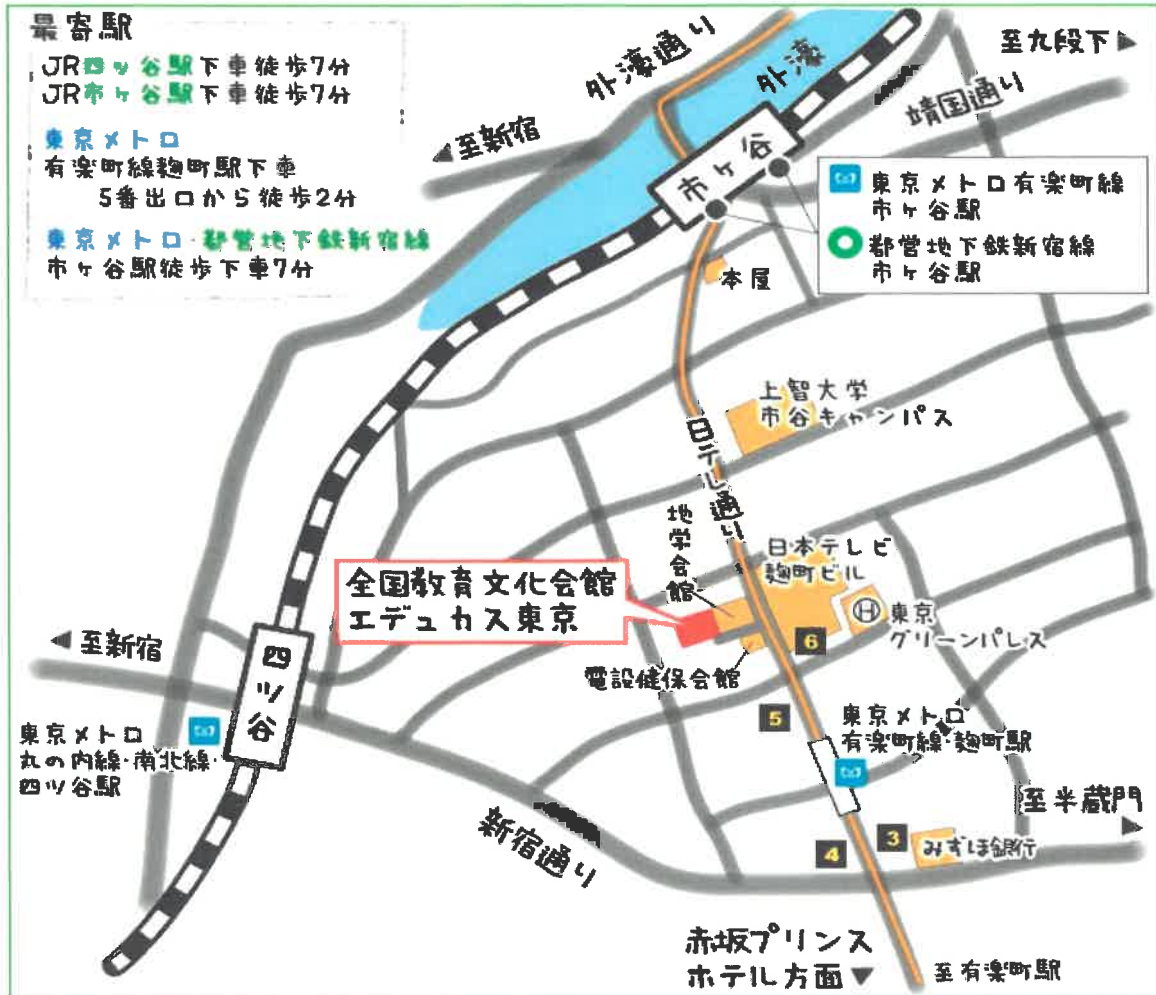 最寄駅
JR四ッ谷駅下車徒歩7分
JR市ヶ谷駅下車徒歩7分
東京メトロ
有楽町線麹町駅下車
5番出口から徒歩2分
東京メトロ・都営地下鉄新宿線
市ヶ谷駅徒歩下車7分
外濠通り
外濠
至九段下▶
靖国通り
◀至新宿
市ヶ谷
東京メトロ有楽町線
市ヶ谷駅
都営地下鉄新宿線
市ヶ谷駅
本屋
上智大学
市谷キャンパス
日テレ通り
地学会館
日本テレビ
麹町ビル
全国教育文化会館
エデュカス東京
H
東京
グリーンパレス
6
電設健保会館
◀至新宿
四ッ谷
東京メトロ
丸の内線・南北線・
四ッ谷駅
5
東京メトロ
有楽町線・麹町駅
至半蔵門
▶
新宿通り
4
3
みずほ銀行
赤坂プリンス
ホテル方面▼
至有楽町駅